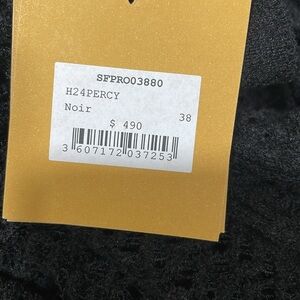 SFPRO03880
H24PERCY
Noir
38
$ 490
3 607172 037253